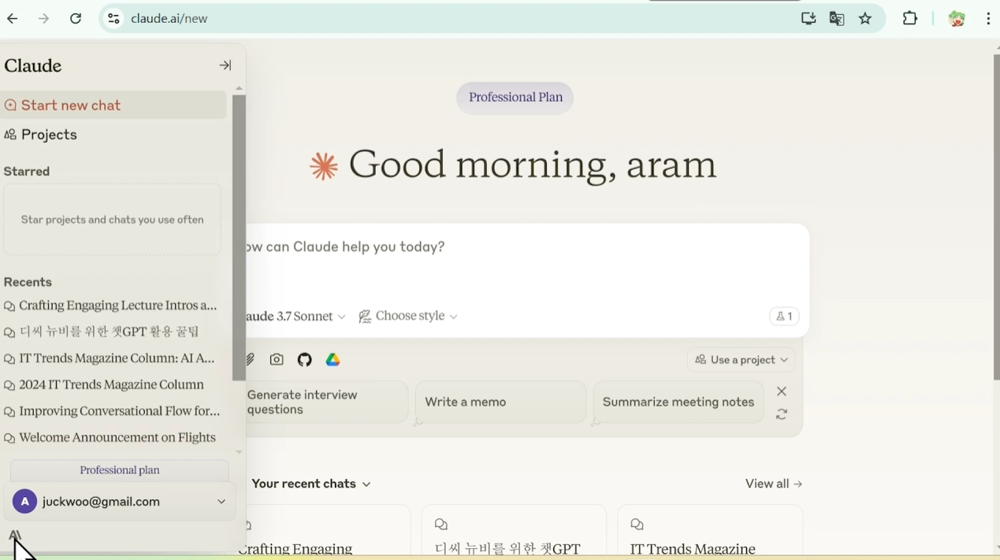 claude.ai/new
Claude
Start new chat
Projects
Starred
Star projects and chats you use often
Recents
Crafting Engaging Lecture Intros a...
디씨 뉴비를 위한 챗GPT 활용 꿀팁
IT Trends Magazine Column: AI A...
2024 IT Trends Magazine Column
Improving Conversational Flow for...
Welcome Announcement on Flights
Professional plan
A
juckwoo@gmail.com
Professional Plan
Good morning, aram
ow can Claude help you today?
aude 3.7 Sonnet
Choose style
1
Use a project
Generate interview
questions
Write a memo
Summarize meeting notes
Your recent chats
View all →
Crafting Engaging
디씨 뉴비를 위한 챗GPT
IT Trends Magazine